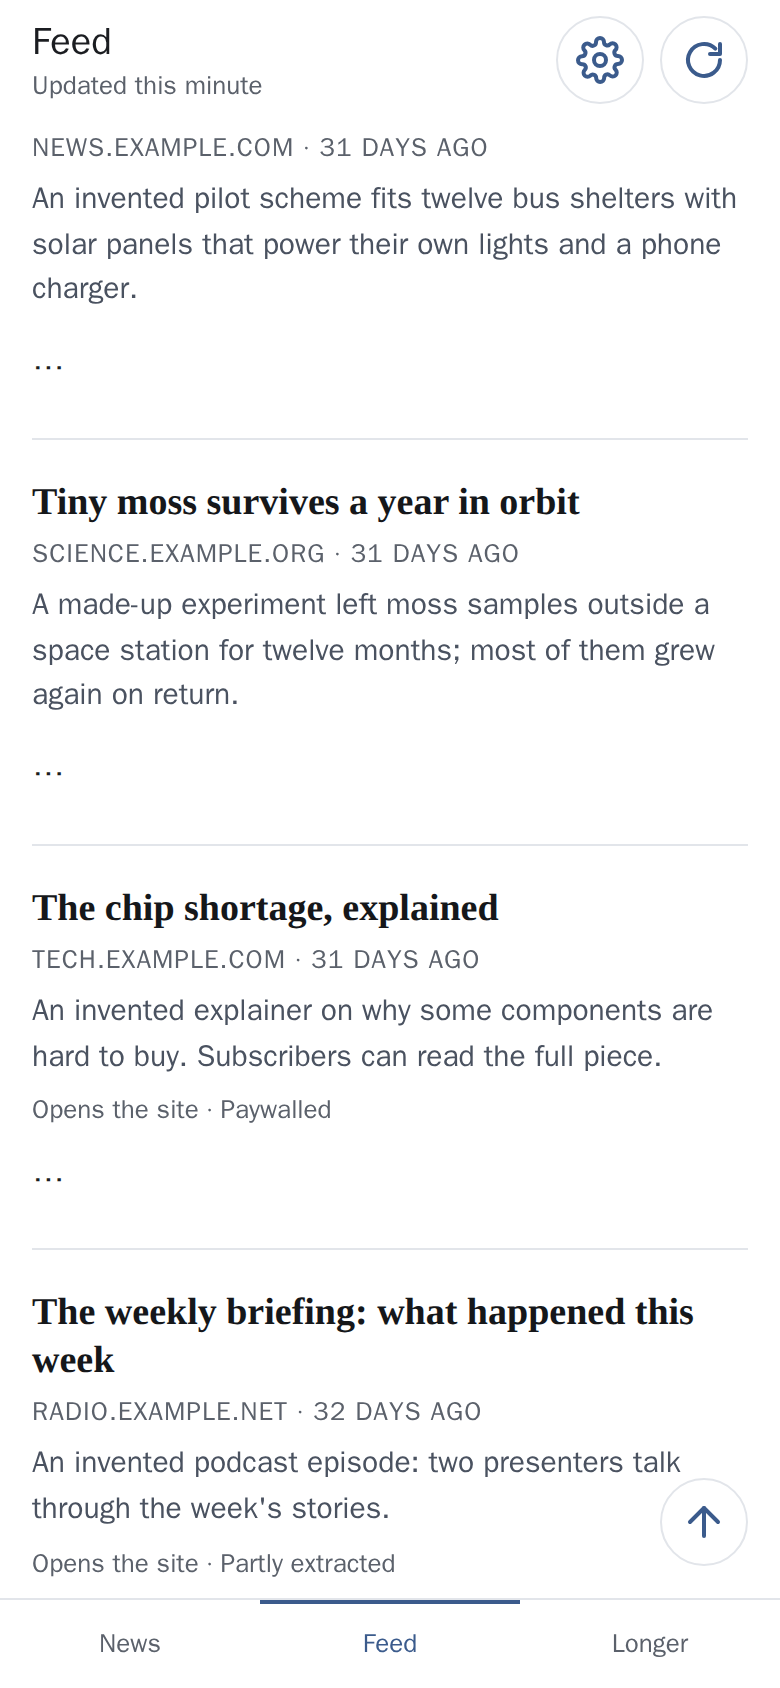 Feed
Updated this minute
NEWS.EXAMPLE.COM · 31 DAYS AGO
An invented pilot scheme fits twelve bus shelters with
solar panels that power their own lights and a phone
charger.
...
Tiny moss survives a year in orbit
SCIENCE.EXAMPLE.ORG · 31 DAYS AGO
A made-up experiment left moss samples outside a
space station for twelve months; most of them grew
again on return.
...
The chip shortage, explained
TECH.EXAMPLE.COM · 31 DAYS AGO
An invented explainer on why some components are
hard to buy. Subscribers can read the full piece.
Opens the site · Paywalled
...
The weekly briefing: what happened this
week
RADIO.EXAMPLE.NET · 32 DAYS AGO
An invented podcast episode: two presenters talk
through the week's stories.
Opens the site · Partly extracted
News
Feed
Longer